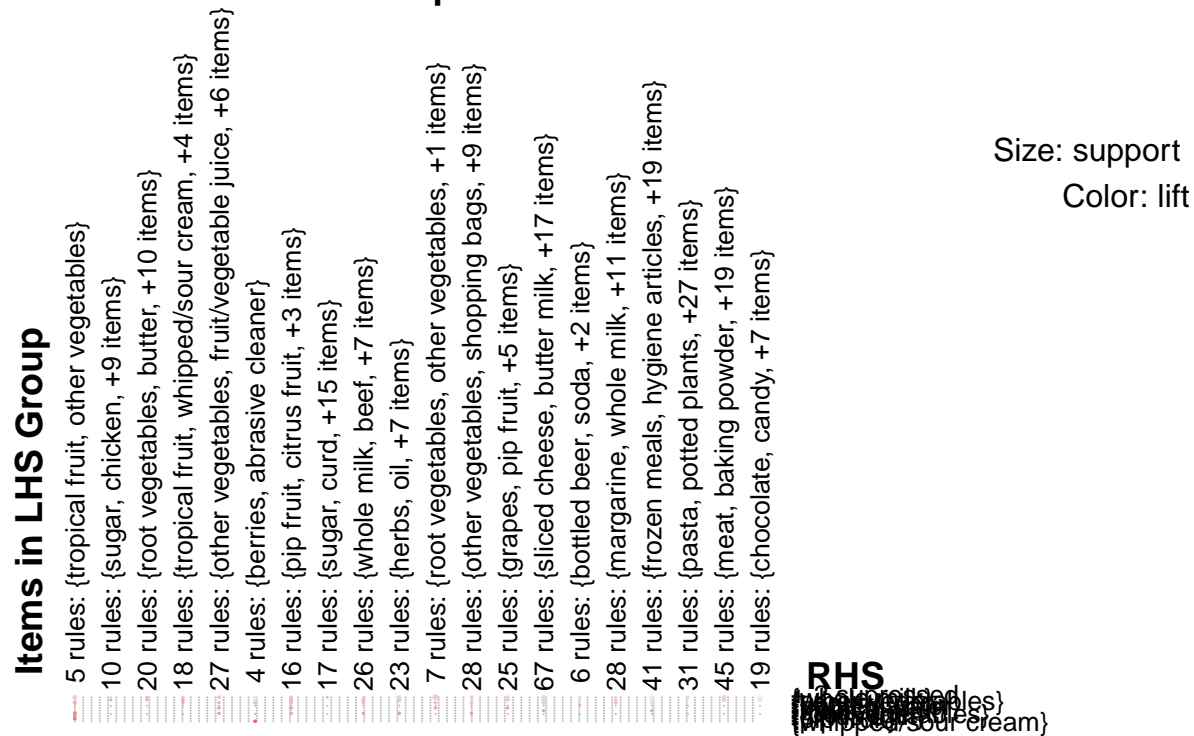 Size: support
Color: lift
Items in LHS Group
5 rules: {tropical fruit, other vegetables}
10 rules: {sugar, chicken, +9 items}
20 rules: {root vegetables, butter, +10 items}
18 rules: {tropical fruit, whipped/sour cream, +4 items}
27 rules: {other vegetables, fruit/vegetable juice, +6 items}
4 rules: {berries, abrasive cleaner}
16 rules: {pip fruit, citrus fruit, +3 items}
17 rules: {sugar, curd, +15 items}
26 rules: {whole milk, beef, +7 items}
23 rules: {herbs, oil, +7 items}
7 rules: {root vegetables, other vegetables, +1 items}
28 rules: {other vegetables, shopping bags, +9 items}
25 rules: {grapes, pip fruit, +5 items}
67 rules: {sliced cheese, butter milk, +17 items}
6 rules: {bottled beer, soda, +2 items}
28 rules: {margarine, whole milk, +11 items}
41 rules: {frozen meals, hygiene articles, +19 items}
31 rules: {pasta, potted plants, +27 items}
45 rules: {meat, baking powder, +19 items}
19 rules: {chocolate, candy, +7 items}
RHS
{whipped/sour cream}